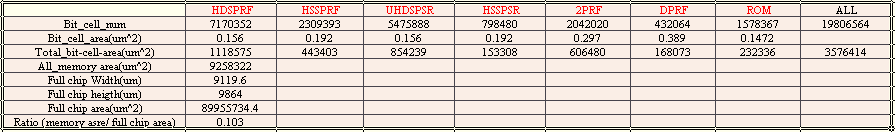 HDSPRF HSSPRF UHDSPSR HSSPSR 2PRF DPRF ROM ALL
Bit_cell_num 7170352 2309393 5475888 798480 2042020 432064 1578367 19806564
Bit_cell_area(um^2) 0.156 0.192 0.156 0.192 0.297 0.389 0.1472
Total_bit-cell-area(um^2) 1118575 443403 854239 153308 606480 168073 232336 3576414
All_memory area(um^2) 9258322
Full chip Width(um) 9119.6
Full chip heigth(um) 9864
Full chip area(um^2) 89955734.4
Ratio (memory asre/ full chip area) 0.103